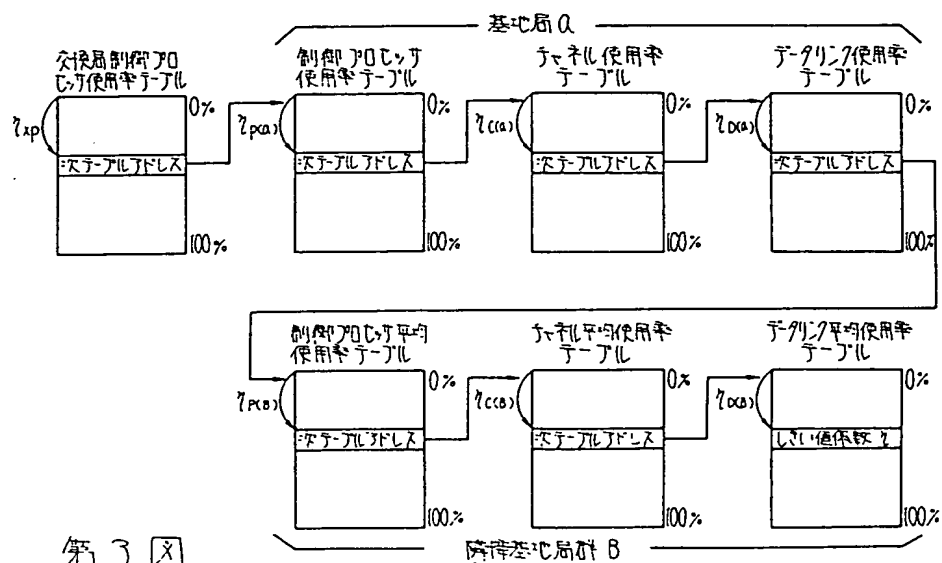 基地局a
交換局制御プロ
セッサ使用率テーブル
制御プロセッサ
使用率テーブル
チャネル使用率
テーブル
データリンク使用率
テーブル
0%
0%
0%
0%
ηxp
ηP(a)
ηC(a)
ηD(a)
次テーブルアドレス
次テーブルアドレス
次テーブルアドレス
次テーブルアドレス
100%
100%
100%
100%
制御プロセッサ平均
使用率テーブル
チャネル平均使用率
テーブル
データリンク平均使用率
テーブル
0%
0%
0%
ηP(B)
ηC(B)
ηD(B)
次テーブルアドレス
次テーブルアドレス
しきい値係数 η
100%
100%
100%
第3図
隣接基地局群 B